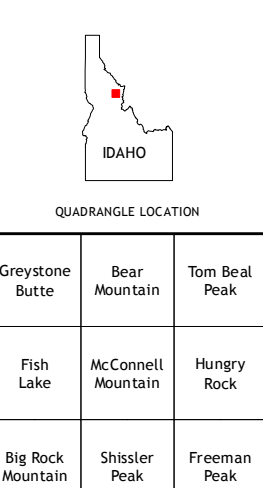 IDAHO
QUADRANGLE LOCATION
Greystone
Butte
Bear
Mountain
Tom Beal
Peak
Fish
Lake
McConnell
Mountain
Hungry
Rock
Big Rock
Mountain
Shissler
Peak
Freeman
Peak